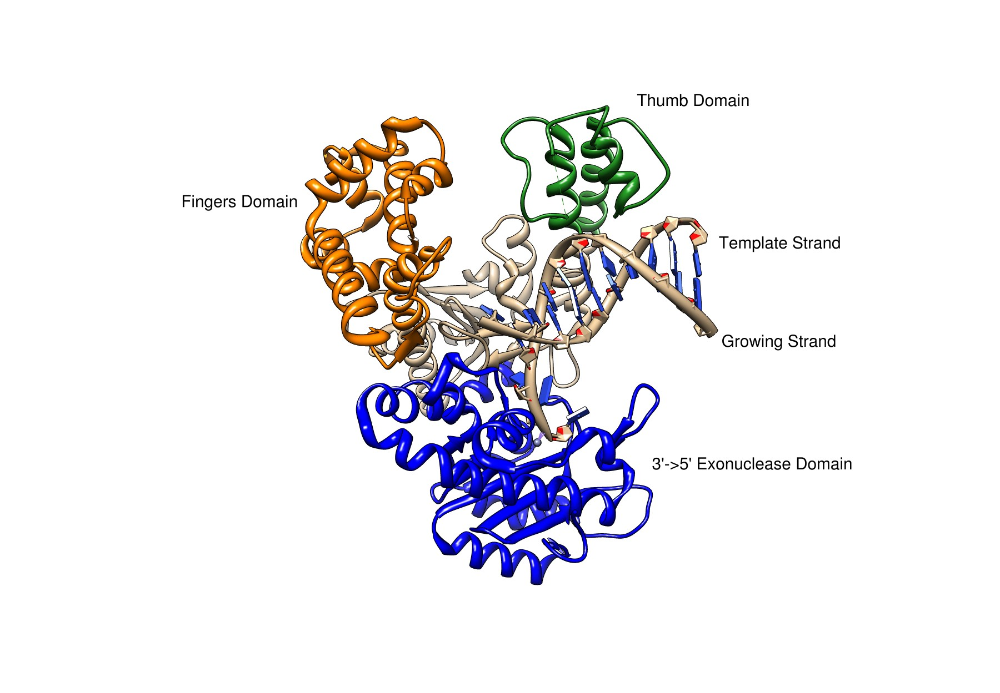 Thumb Domain
Fingers Domain
Template Strand
Growing Strand
3'->5' Exonuclease Domain